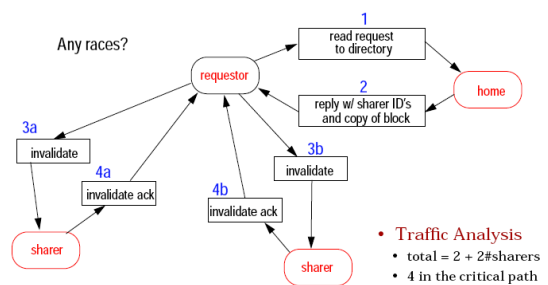 Any races?
1
read request
to directory
requestor
home
2
reply w/ sharer ID's
and copy of block
3a
invalidate
4a
invalidate ack
sharer
3b
invalidate
4b
invalidate ack
sharer
• Traffic Analysis
• total = 2 + 2#sharers
• 4 in the critical path